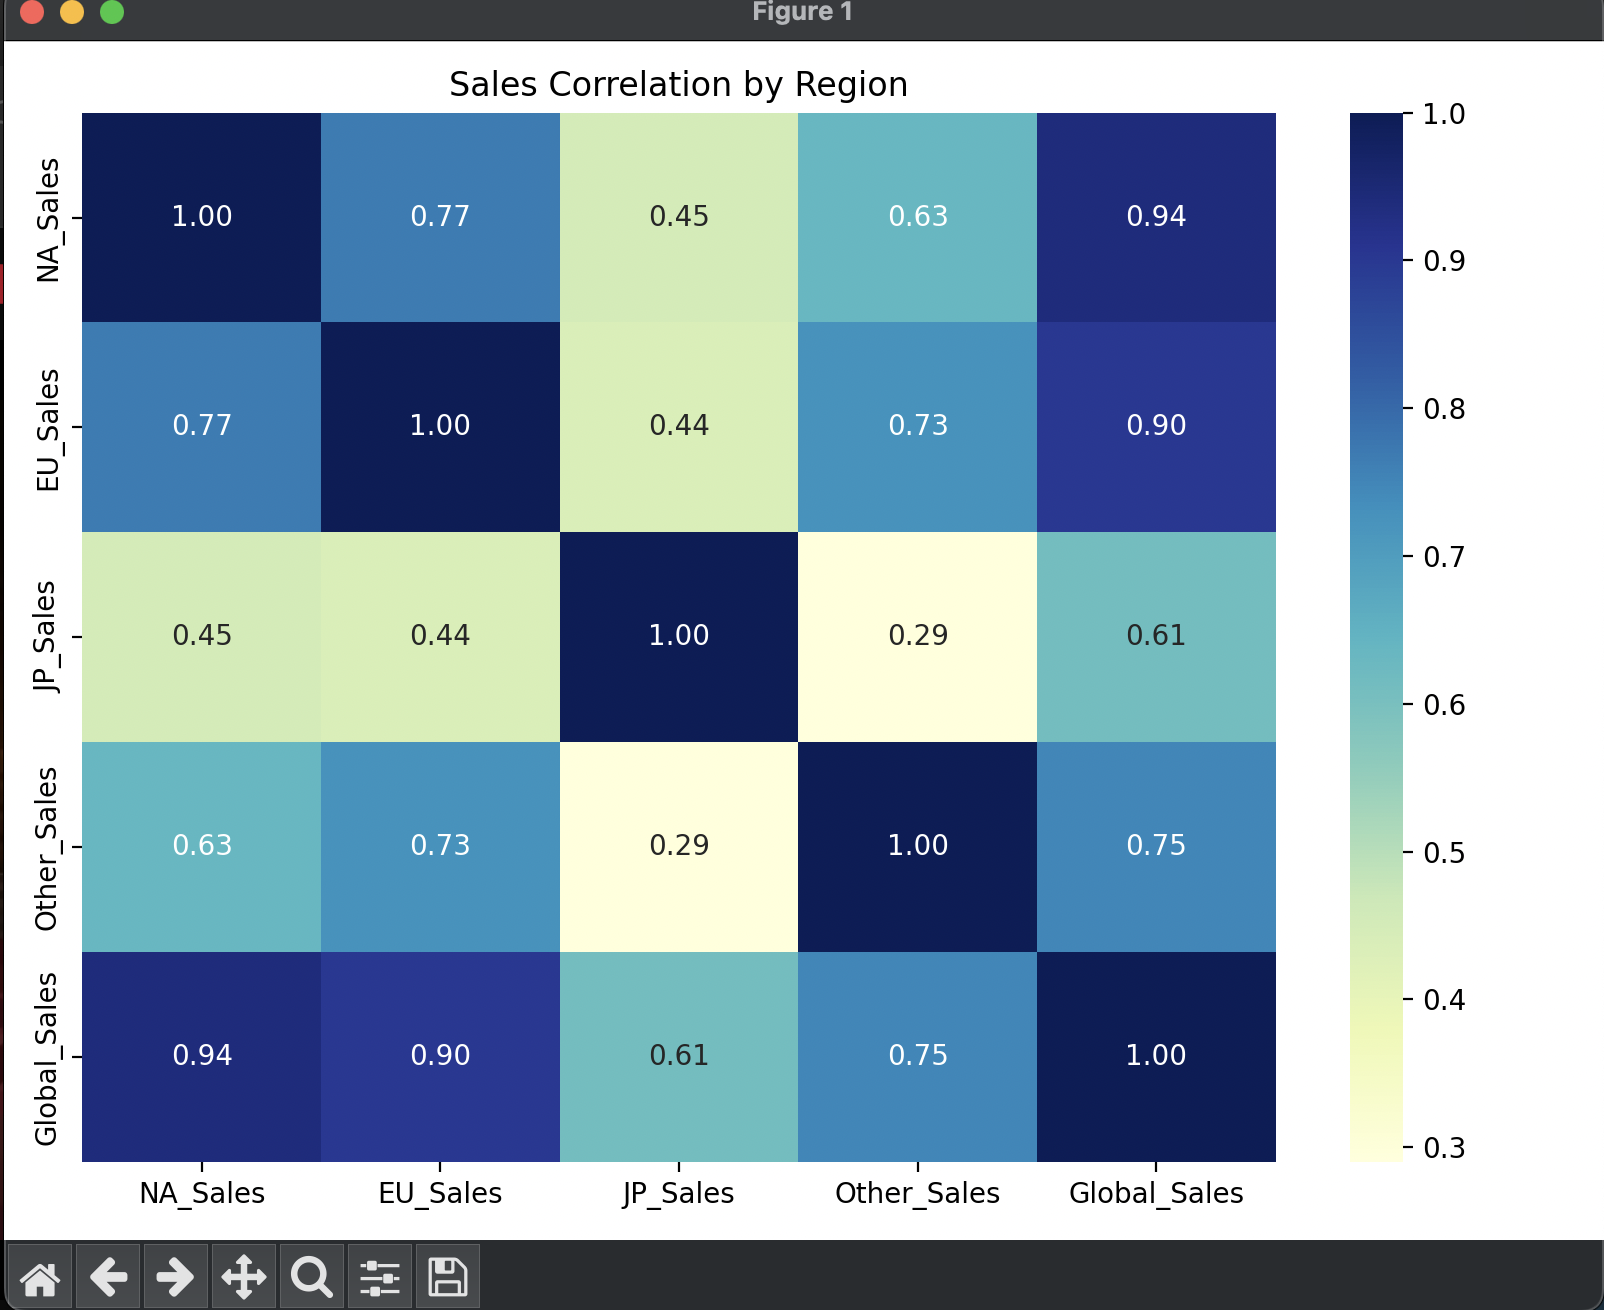 Figure 1
Sales Correlation by Region
NA_Sales
1.00 0.77 0.45 0.63 0.94
EU_Sales
0.77 1.00 0.44 0.73 0.90
JP_Sales
0.45 0.44 1.00 0.29 0.61
Other_Sales
0.63 0.73 0.29 1.00 0.75
Global_Sales
0.94 0.90 0.61 0.75 1.00
NA_Sales EU_Sales JP_Sales Other_Sales Global_Sales
1.0
0.9
0.8
0.7
0.6
0.5
0.4
0.3